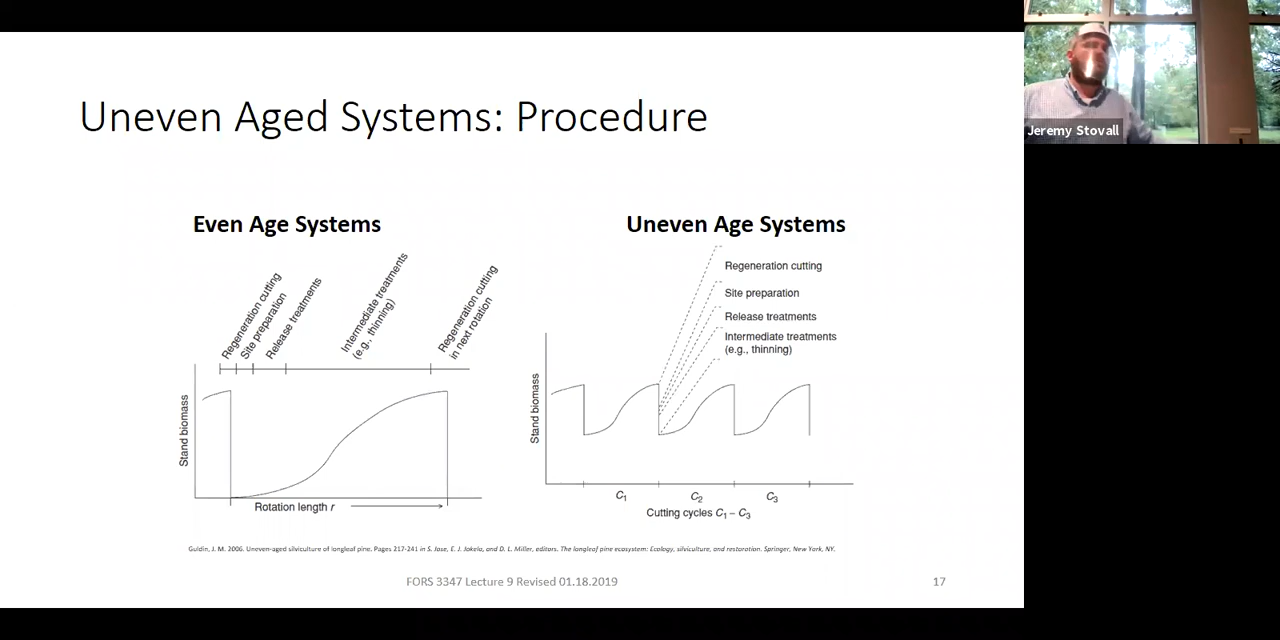 Uneven Aged Systems: Procedure
Jeremy Stovall
Even Age Systems
Regeneration cutting
Site preparation
Release treatments
Intermediate treatments
(e.g., thinning)
Regeneration cutting
in next rotation
Stand biomass
Rotation length r
Uneven Age Systems
Regeneration cutting
Site preparation
Release treatments
Intermediate treatments
(e.g., thinning)
Stand biomass
C1
C2
C3
Cutting cycles C1 – C3
Guldin, J. M. 2006. Uneven-aged silviculture of longleaf pine. Pages 217-241 in S. Jose, E. J. Jokela, and D. L. Miller, editors. The longleaf pine ecosystem: Ecology, silviculture, and restoration. Springer, New York, NY.
FORS 3347 Lecture 9 Revised 01.18.2019
17